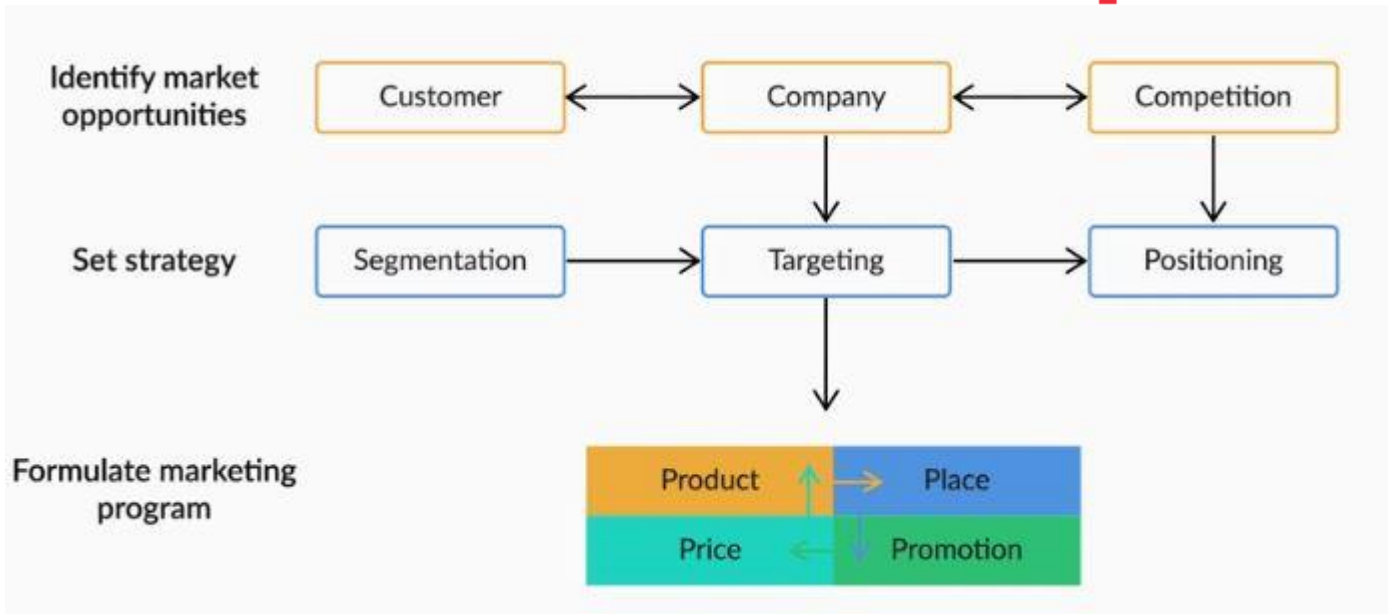 Identify market
opportunities
Customer
Company
Competition
Set strategy
Segmentation
Targeting
Positioning
Formulate marketing
program
Product
Place
Price
Promotion